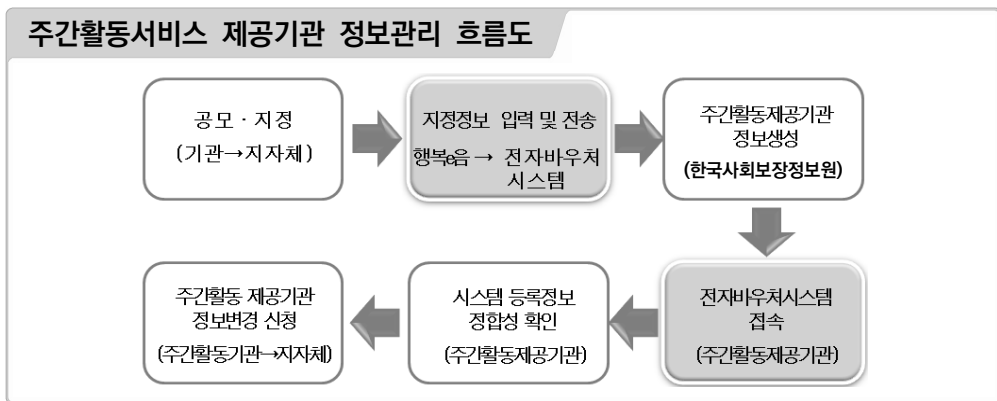 주간활동서비스 제공기관 정보관리 흐름도
공모 · 지정
(기관→지자체)
지정정보 입력 및 전송
행복e음 → 전자바우처
시스템
주간활동제공기관
정보생성
(한국사회보장정보원)
전자바우처시스템
접속
(주간활동제공기관)
시스템 등록정보
정합성 확인
(주간활동제공기관)
주간활동 제공기관
정보변경 신청
(주간활동기관→지자체)